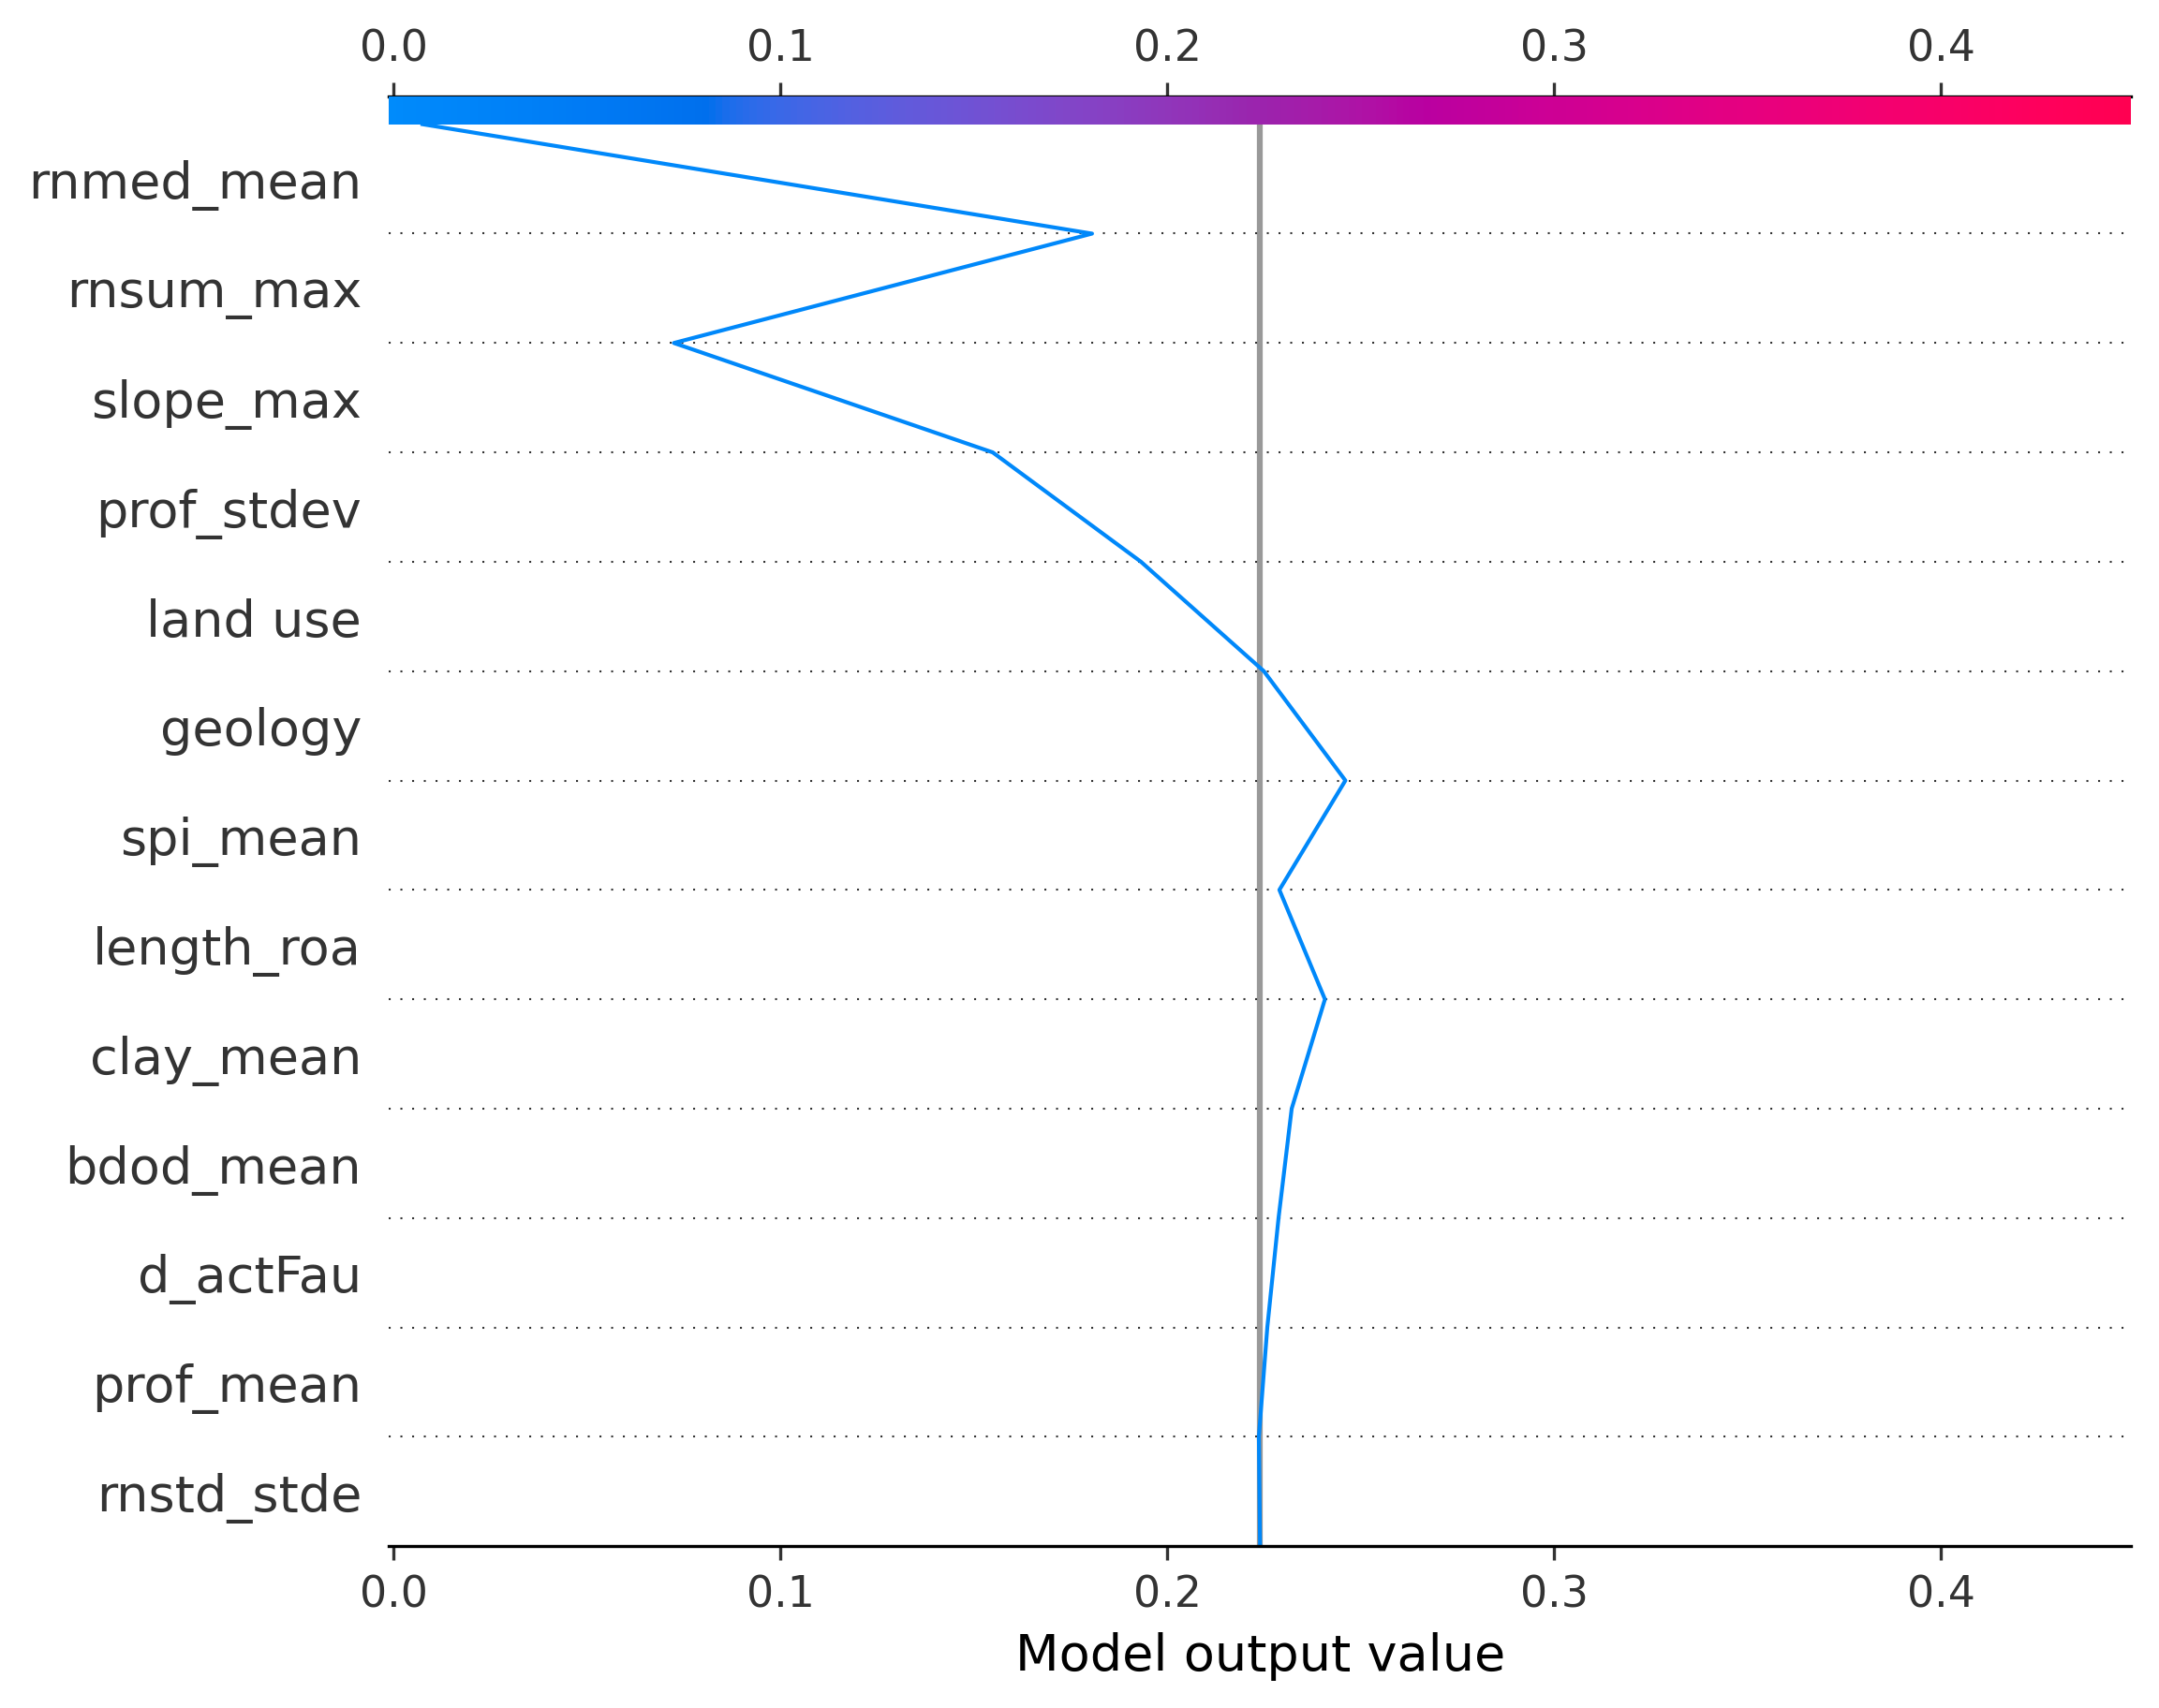 0.0 0.1 0.2 0.3 0.4
rnmed_mean
rnsum_max
slope_max
prof_stdev
land use
geology
spi_mean
length_roa
clay_mean
bdod_mean
d_actFau
prof_mean
rnstd_stde
0.0 0.1 0.2 0.3 0.4
Model output value